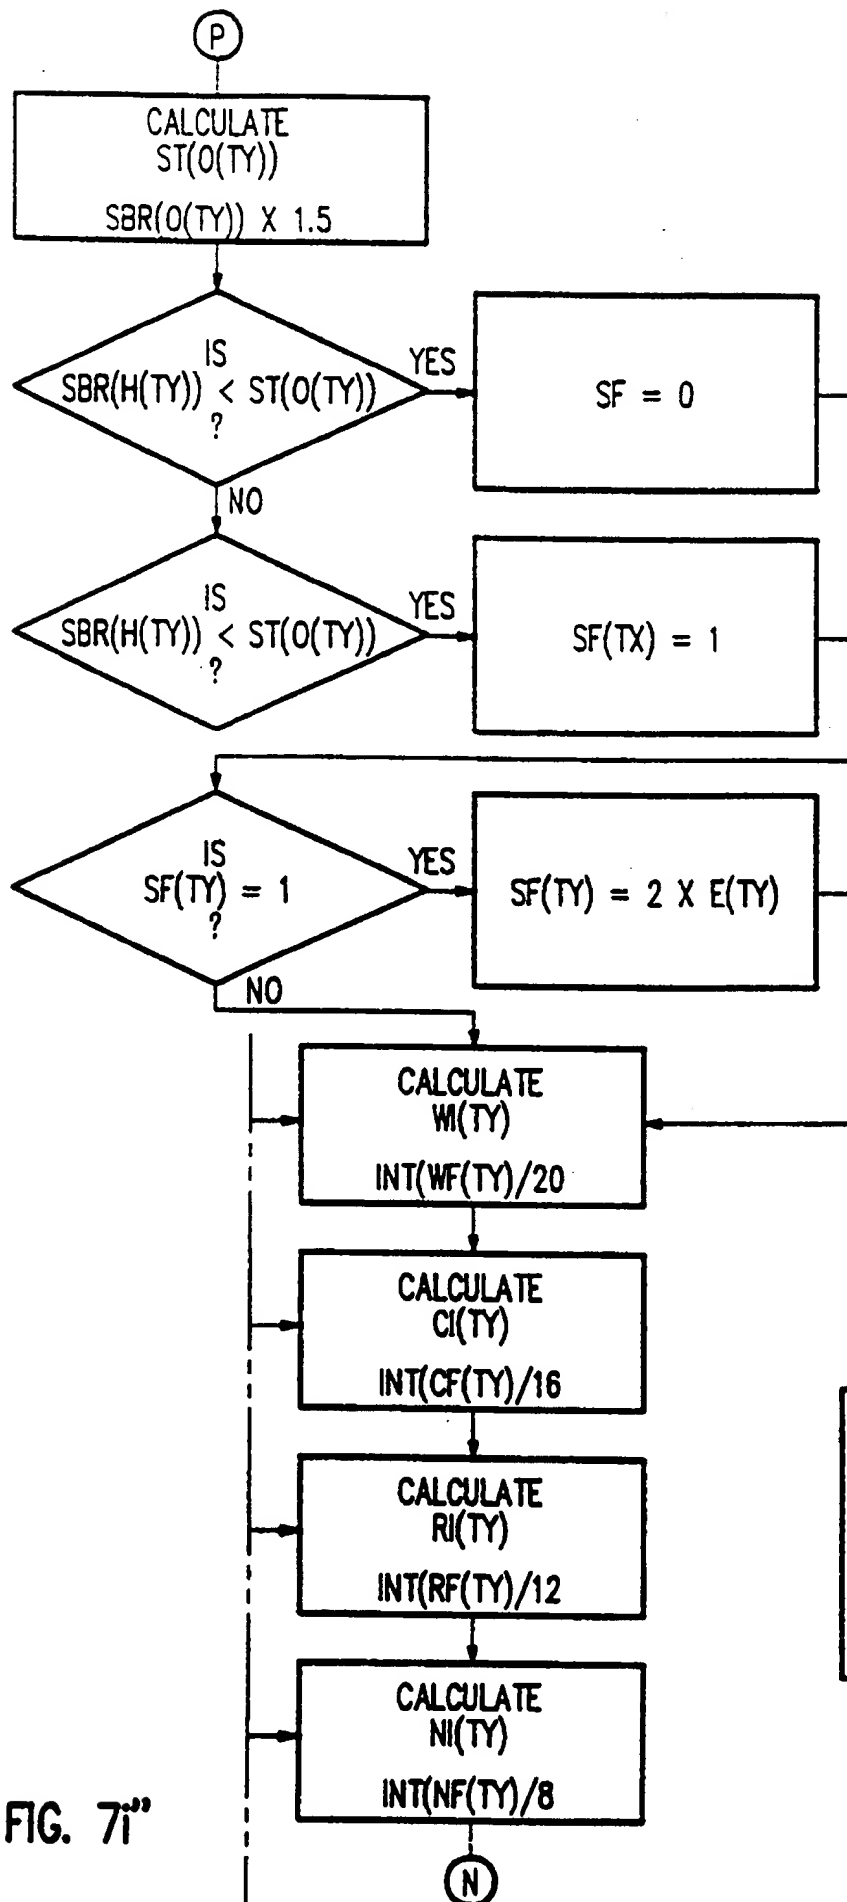 P
CALCULATE
ST(O(TY))
SBR(O(TY)) X 1.5
IS
SBR(H(TY)) < ST(O(TY))
?
YES
SF = 0
NO
IS
SBR(H(TY)) < ST(O(TY))
?
YES
SF(TX) = 1
IS
SF(TY) = 1
?
YES
SF(TY) = 2 X E(TY)
NO
CALCULATE
WI(TY)
INT(WF(TY)/20
CALCULATE
CI(TY)
INT(CF(TY)/16
CALCULATE
RI(TY)
INT(RF(TY)/12
CALCULATE
NI(TY)
INT(NF(TY)/8
FIG. 7i"
N